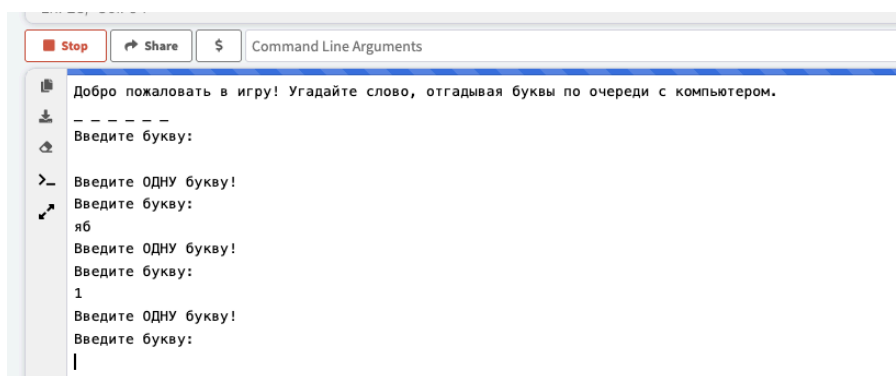 Stop
Share
$
Command Line Arguments
Добро пожаловать в игру! Угадайте слово, отгадывая буквы по очереди с компьютером.
_ _ _ _ _ _
Введите букву:
Введите ОДНУ букву!
Введите букву:
яб
Введите ОДНУ букву!
Введите букву:
1
Введите ОДНУ букву!
Введите букву: